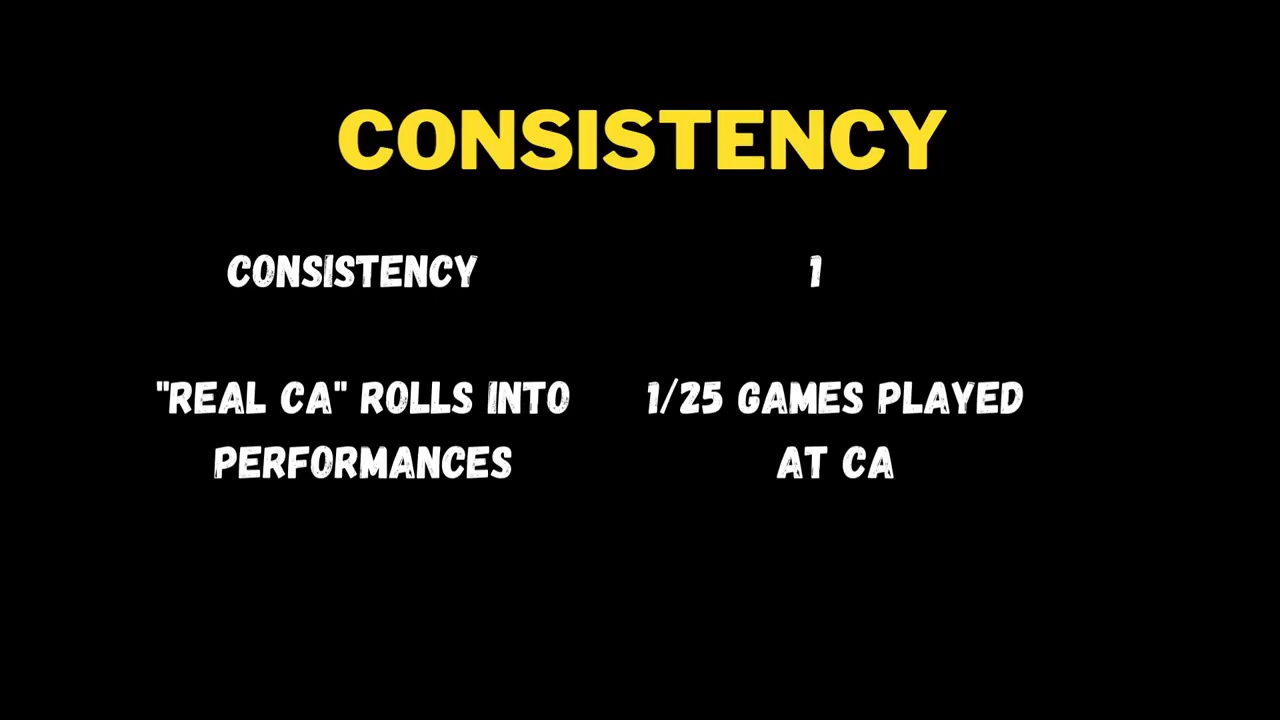 CONSISTENCY
CONSISTENCY 1
"REAL CA" ROLLS INTO 1/25 GAMES PLAYED
PERFORMANCES AT CA